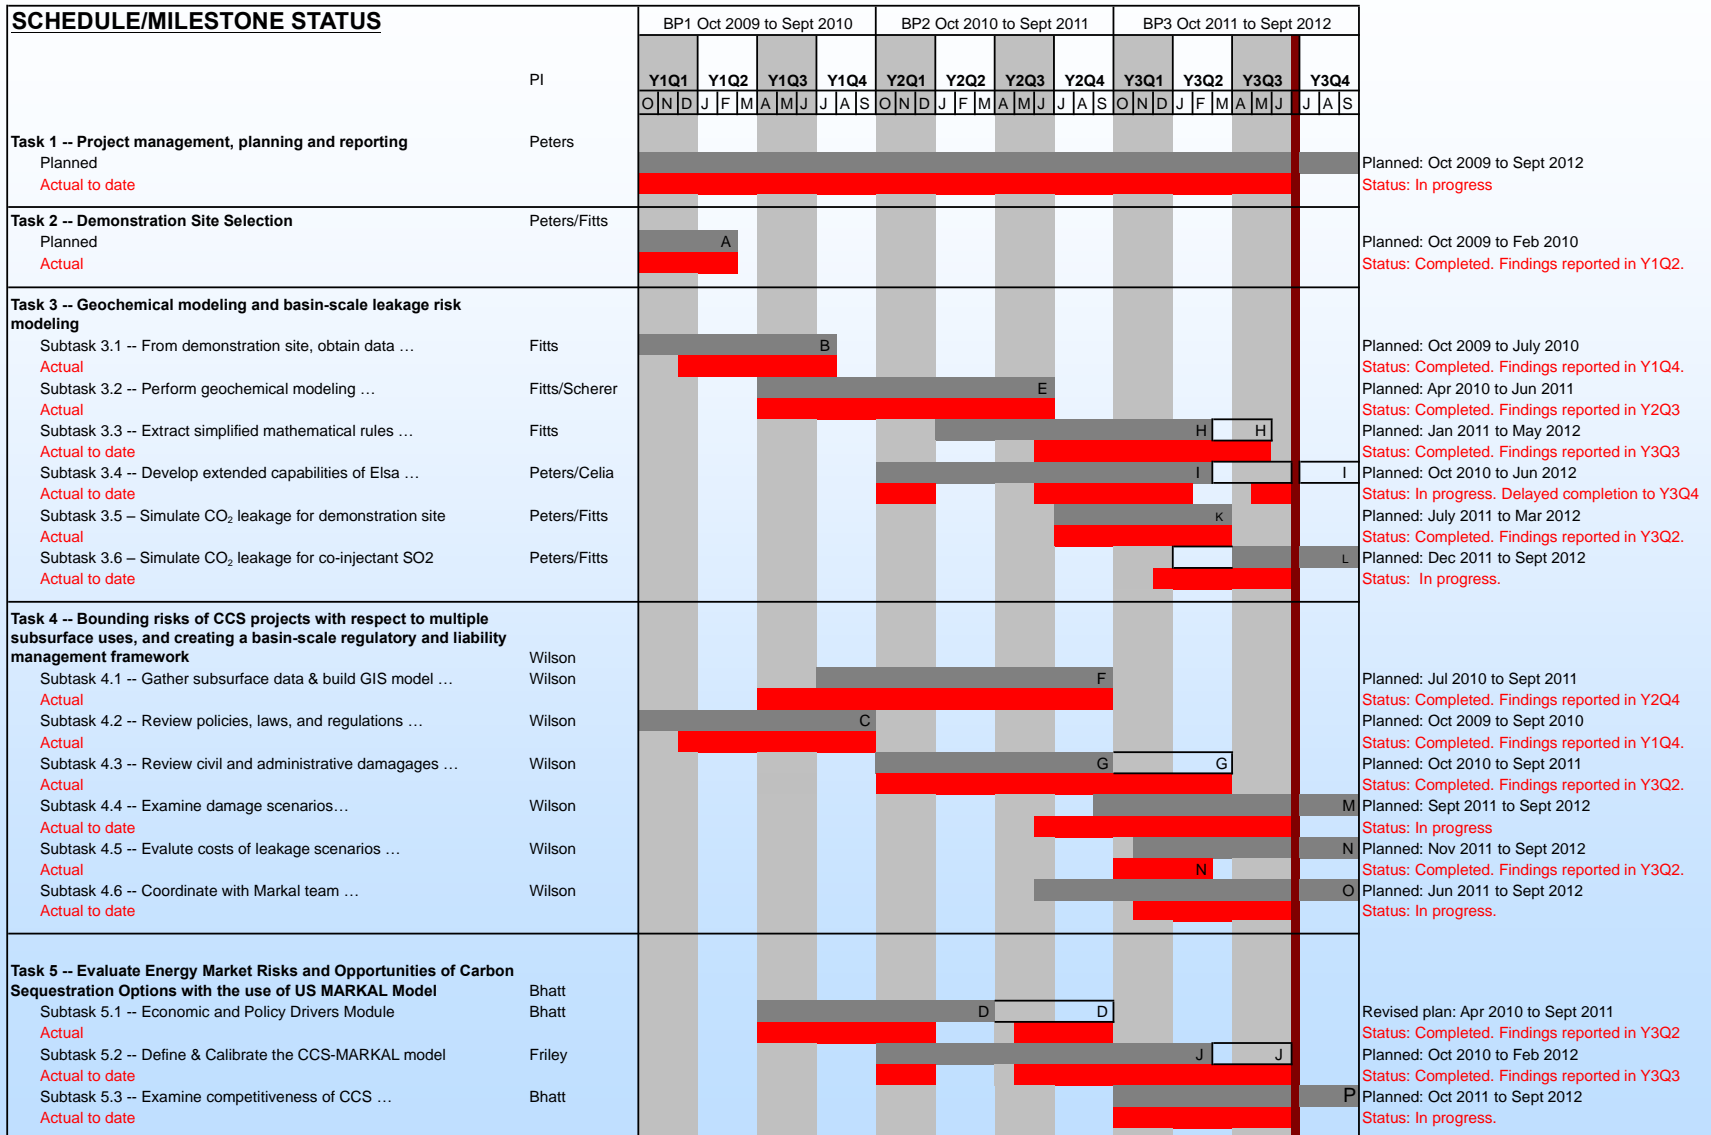 SCHEDULE/MILESTONE STATUS
BP1 Oct 2009 to Sept 2010 BP2 Oct 2010 to Sept 2011 BP3 Oct 2011 to Sept 2012
PI Y1Q1 Y1Q2 Y1Q3 Y1Q4 Y2Q1 Y2Q2 Y2Q3 Y2Q4 Y3Q1 Y3Q2 Y3Q3 Y3Q4
O N D J F M A M J J A S O N D J F M A M J J A S O N D J F M A M J J A S
Task 1 -- Project management, planning and reporting Peters
Planned Planned: Oct 2009 to Sept 2012
Actual to date Status: In progress
Task 2 -- Demonstration Site Selection Peters/Fitts
Planned A Planned: Oct 2009 to Feb 2010
Actual Status: Completed. Findings reported in Y1Q2.
Task 3 -- Geochemical modeling and basin-scale leakage risk
modeling
Subtask 3.1 -- From demonstration site, obtain data … Fitts B Planned: Oct 2009 to July 2010
Actual Status: Completed. Findings reported in Y1Q4.
Subtask 3.2 -- Perform geochemical modeling … Fitts/Scherer E Planned: Apr 2010 to Jun 2011
Actual Status: Completed. Findings reported in Y2Q3
Subtask 3.3 -- Extract simplified mathematical rules … Fitts H H Planned: Jan 2011 to May 2012
Actual to date Status: Completed. Findings reported in Y3Q3
Subtask 3.4 -- Develop extended capabilities of Elsa … Peters/Celia I I Planned: Oct 2010 to Jun 2012
Actual to date Status: In progress. Delayed completion to Y3Q4
Subtask 3.5 – Simulate CO₂ leakage for demonstration site Peters/Fitts K Planned: July 2011 to Mar 2012
Actual Status: Completed. Findings reported in Y3Q2.
Subtask 3.6 – Simulate CO₂ leakage for co-injectant SO2 Peters/Fitts L Planned: Dec 2011 to Sept 2012
Actual to date Status: In progress.
Task 4 -- Bounding risks of CCS projects with respect to multiple
subsurface uses, and creating a basin-scale regulatory and liability
management framework Wilson
Subtask 4.1 -- Gather subsurface data & build GIS model … Wilson F Planned: Jul 2010 to Sept 2011
Actual Status: Completed. Findings reported in Y2Q4
Subtask 4.2 -- Review policies, laws, and regulations … Wilson C Planned: Oct 2009 to Sept 2010
Actual Status: Completed. Findings reported in Y1Q4.
Subtask 4.3 -- Review civil and administrative damagages … Wilson G G Planned: Oct 2010 to Sept 2011
Actual Status: Completed. Findings reported in Y3Q2.
Subtask 4.4 -- Examine damage scenarios… Wilson M Planned: Sept 2011 to Sept 2012
Actual to date Status: In progress
Subtask 4.5 -- Evalute costs of leakage scenarios … Wilson N Planned: Nov 2011 to Sept 2012
Actual N Status: Completed. Findings reported in Y3Q2.
Subtask 4.6 -- Coordinate with Markal team … Wilson O Planned: Jun 2011 to Sept 2012
Actual to date Status: In progress.
Task 5 -- Evaluate Energy Market Risks and Opportunities of Carbon
Sequestration Options with the use of US MARKAL Model Bhatt
Subtask 5.1 -- Economic and Policy Drivers Module Bhatt D D Revised plan: Apr 2010 to Sept 2011
Actual Status: Completed. Findings reported in Y3Q2
Subtask 5.2 -- Define & Calibrate the CCS-MARKAL model Friley J J Planned: Oct 2010 to Feb 2012
Actual to date Status: Completed. Findings reported in Y3Q3
Subtask 5.3 -- Examine competitiveness of CCS … Bhatt P Planned: Oct 2011 to Sept 2012
Actual to date Status: In progress.